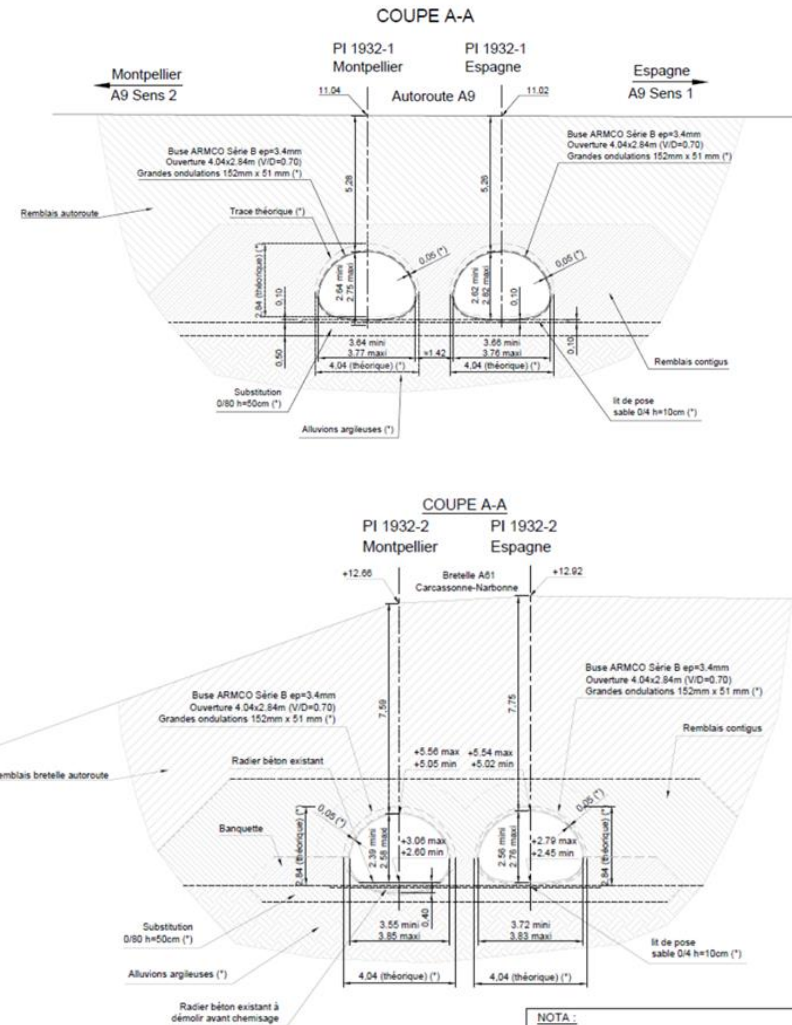 COUPE A-A
PI 1932-1
Montpellier
PI 1932-1
Espagne
Montpellier
A9 Sens 2
Espagne
A9 Sens 1
11.04
Autoroute A9
11.02
Buse ARMCO Série B ep=3.4mm
Ouverture 4.04x2.84m (V/D=0.70)
Grandes ondulations 152mm x 51 mm (*)
Buse ARMCO Série B ep=3.4mm
Ouverture 4.04x2.84m (V/D=0.70)
Grandes ondulations 152mm x 51 mm (*)
5,26
Remblais autoroute
Trace théorique (*)
2,84 (théorique) (*)
0,10
0,50
2.64 mini
2.75 maxi
0,05 (*)
2.62 mini
2.82 maxi
0,05 (*)
0,10
0,10
3.64 mini
3.77 maxi
4,04 (théorique) (*)
≈1.42
3.66 mini
3.76 maxi
4,04 (théorique) (*)
Remblais contigus
Substitution
0/80 h=50cm (*)
lit de pose
sable 0/4 h=10cm (*)
Alluvions argileuses (*)
COUPE A-A
PI 1932-2
Montpellier
PI 1932-2
Espagne
+12.66
Bretelle A61
Carcassonne-Narbonne
+12.92
Buse ARMCO Série B ep=3.4mm
Ouverture 4.04x2.84m (V/D=0.70)
Grandes ondulations 152mm x 51 mm (*)
7,59
7,75
Buse ARMCO Série B ep=3.4mm
Ouverture 4.04x2.84m (V/D=0.70)
Grandes ondulations 152mm x 51 mm (*)
Remblais contigus
emblais bretelle autoroute
Radier béton existant
+5.56 max
+5.05 min
+5.54 max
+5.02 min
0,05 (*)
0,05 (*)
Banquette
2,84 (théorique) (*)
2.39 mini
2.58 maxi
+3.06 max
+2.60 min
2.56 mini
2.76 maxi
+2.79 max
+2.45 min
2,84 (théorique) (*)
0,40
Substitution
0/80 h=50cm (*)
3.55 mini
3.85 maxi
3.72 mini
3.83 maxi
lit de pose
sable 0/4 h=10cm (*)
Alluvions argileuses (*)
4,04 (théorique) (*)
4,04 (théorique) (*)
Radier béton existant à
démolir avant chemisage
NOTA :